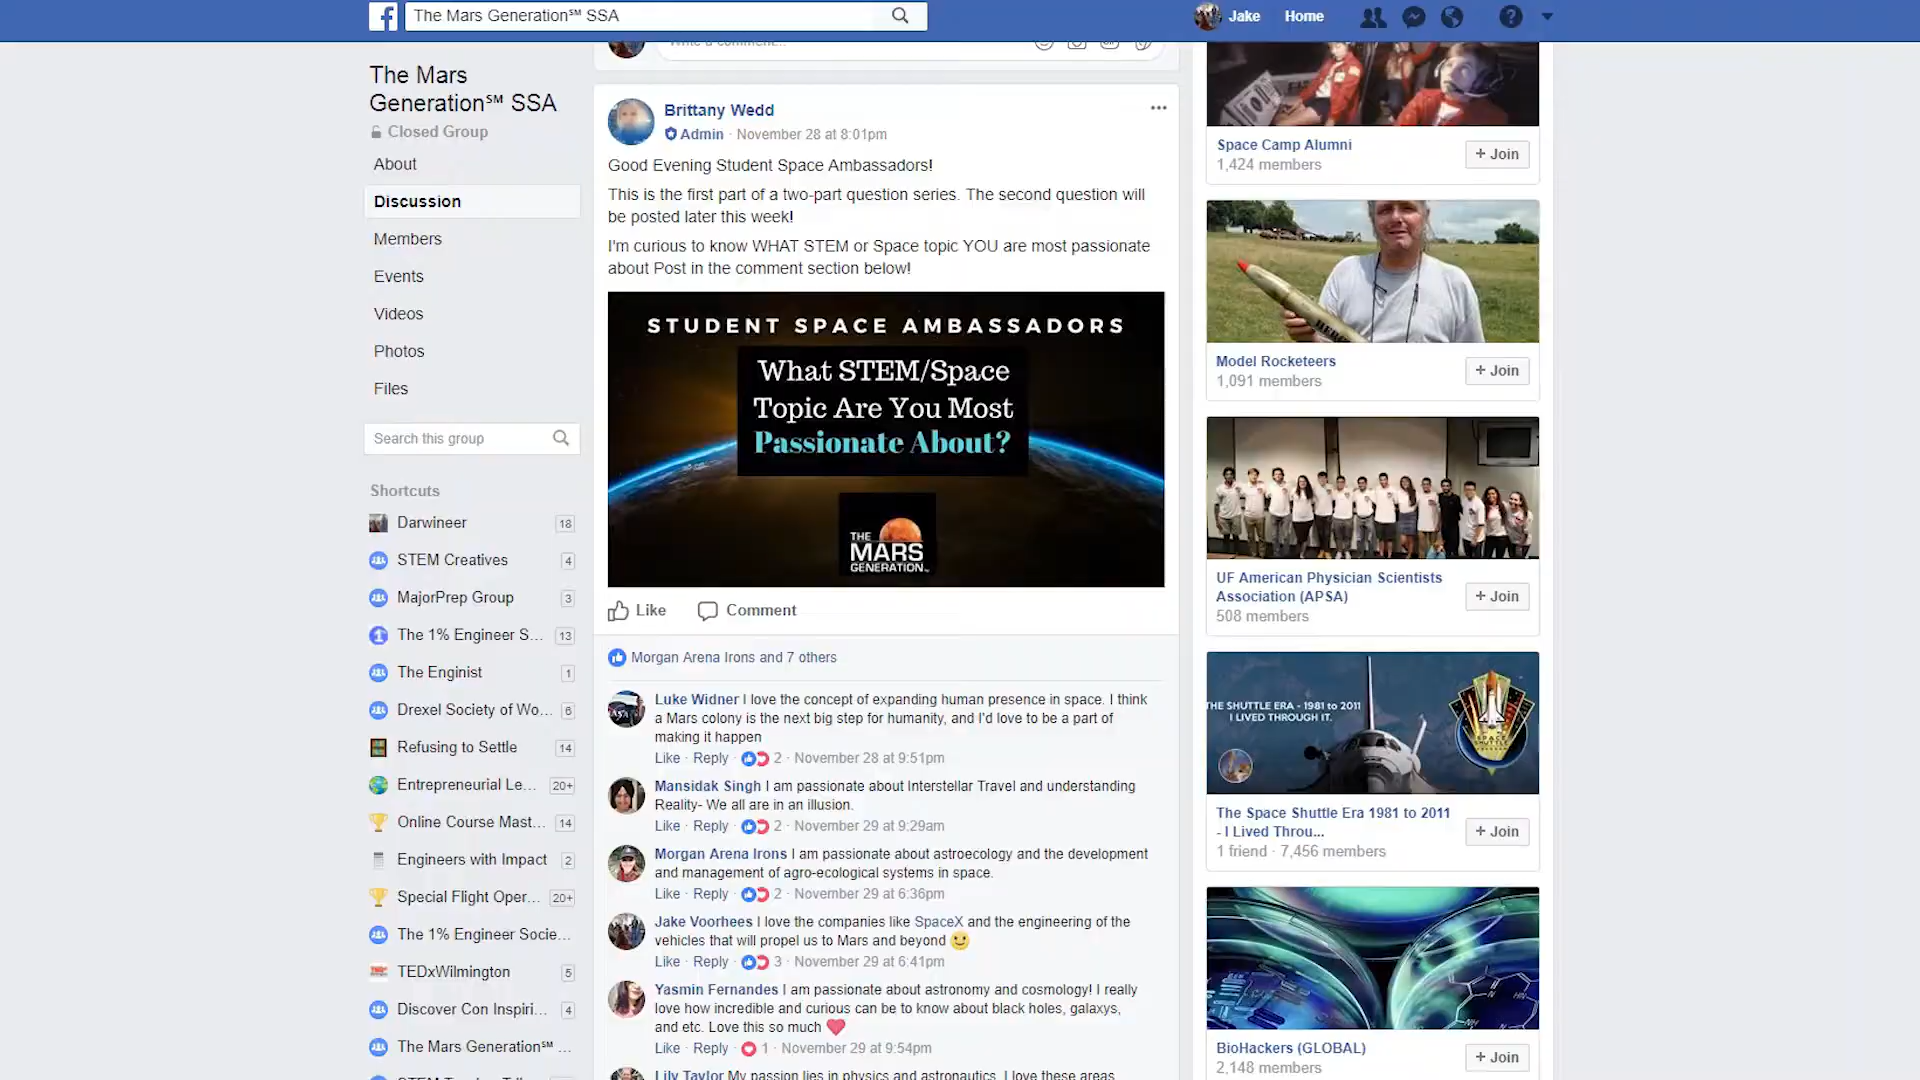 The Mars Generation℠ SSA
Jake
Home
The Mars
Generation℠ SSA
Closed Group
About
Discussion
Members
Events
Videos
Photos
Files
Search this group
Shortcuts
Darwineer 18
STEM Creatives 4
MajorPrep Group 3
The 1% Engineer S... 13
The Enginist 1
Drexel Society of Wo... 6
Refusing to Settle 14
Entrepreneurial Le... 20+
Online Course Mast... 14
Engineers with Impact 2
Special Flight Oper... 20+
The 1% Engineer Socie...
TEDxWilmington 5
Discover Con Inspiri... 4
The Mars Generation℠ ...
Write a comment...
Brittany Wedd
Admin · November 28 at 8:01pm
Good Evening Student Space Ambassadors!
This is the first part of a two-part question series. The second question will
be posted later this week!
I'm curious to know WHAT STEM or Space topic YOU are most passionate
about Post in the comment section below!
STUDENT SPACE AMBASSADORS
What STEM/Space
Topic Are You Most
Passionate About?
THE
MARS
GENERATION
Like Comment
Morgan Arena Irons and 7 others
Luke Widner I love the concept of expanding human presence in space. I think
a Mars colony is the next big step for humanity, and I'd love to be a part of
making it happen
Like · Reply · 2 · November 28 at 9:51pm
Mansidak Singh I am passionate about Interstellar Travel and understanding
Reality- We all are in an illusion.
Like · Reply · 2 · November 29 at 9:29am
Morgan Arena Irons I am passionate about astroecology and the development
and management of agro-ecological systems in space.
Like · Reply · 2 · November 29 at 6:36pm
Jake Voorhees I love the companies like SpaceX and the engineering of the
vehicles that will propel us to Mars and beyond
Like · Reply · 3 · November 29 at 6:41pm
Yasmin Fernandes I am passionate about astronomy and cosmology! I really
love how incredible and curious can be to know about black holes, galaxys,
and etc. Love this so much
Like · Reply · 1 · November 29 at 9:54pm
Lily Taylor My passion lies in physics and astronautics. I love these areas
Space Camp Alumni
1,424 members
+ Join
HERO
Model Rocketeers
1,091 members
+ Join
UF American Physician Scientists
Association (APSA)
508 members
+ Join
THE SHUTTLE ERA - 1981 to 2011
I LIVED THROUGH IT.
SPACE
SHUTTLE
The Space Shuttle Era 1981 to 2011
- I Lived Throu...
1 friend · 7,456 members
+ Join
BioHackers (GLOBAL)
2,148 members
+ Join